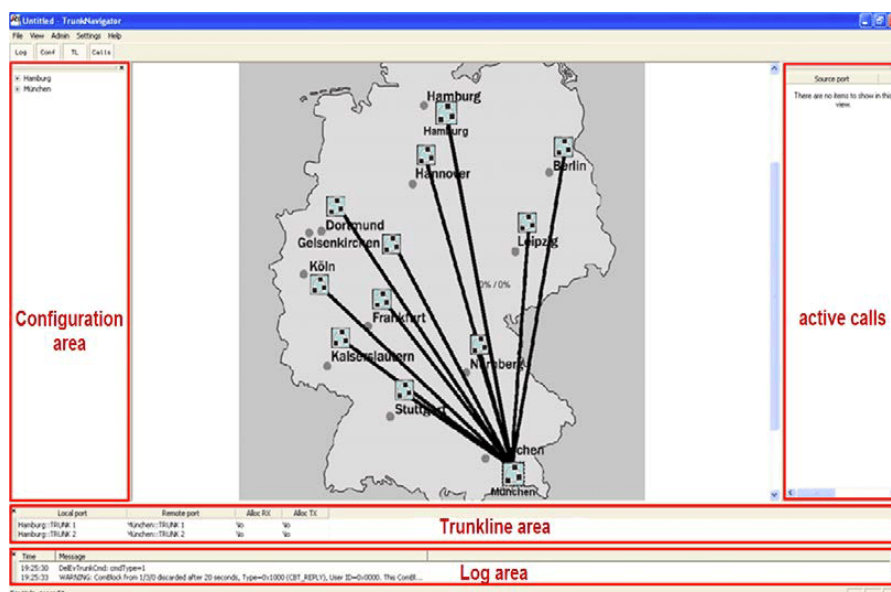 Untitled - TrunkNavigator
File View Admin Settings Help
Log Conf TL Calls
Hamburg
München
Configuration
area
Hamburg
Hamburg
Hannover
Berlin
Dortmund
Gelsenkirchen
Leipzig
Köln
0% / 0%
Frankfurt
Kaiserslautern
Nürnberg
Stuttgart
chen
München
Source port
There are no items to show in this
view.
active calls
Local port Remote port Alloc RX Alloc TX
Hamburg::TRUNK 1 München::TRUNK 1 No No
Hamburg::TRUNK 2 München::TRUNK 2 No No
Trunkline area
Time Message
19:25:30 DelEvTrunkCmd: cmdType=1
19:25:33 WARNING: ComBlock from 1/3/0 discarded after 20 seconds, Type=0x1000 (CBT_REPLY), User ID=0x0000. This ComBl...
Log area